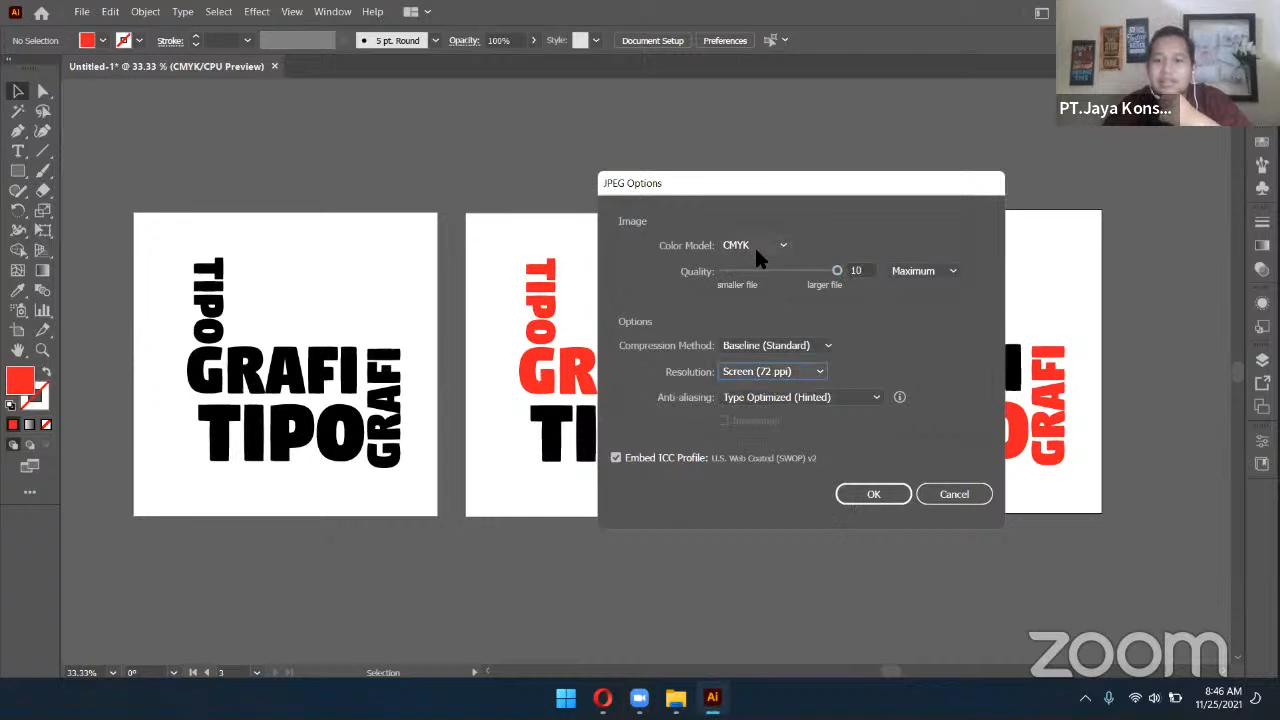 Ai File Edit Object Type Select Effect View Window Help
No Selection Stroke: 5 pt. Round Opacity: 100% Style: Document Setup Preferences
Untitled-1* @ 33.33 % (CMYK/CPU Preview) ×
PT.Jaya Kons...
JPEG Options
Image
Color Model: CMYK
Quality: 10 Maximum
smaller file larger file
Options
Compression Method: Baseline (Standard)
Resolution: Screen (72 ppi)
Anti-aliasing: Type Optimized (Hinted)
Embed ICC Profile: U.S. Web Coated (SWOP) v2
OK Cancel
TIPO
GRAFI
GRAFI
TIPO
TIPO
GR
TIP
GRAFI
zoom
33.33% 0° 3 Selection
Ai
8:46 AM
11/25/2021